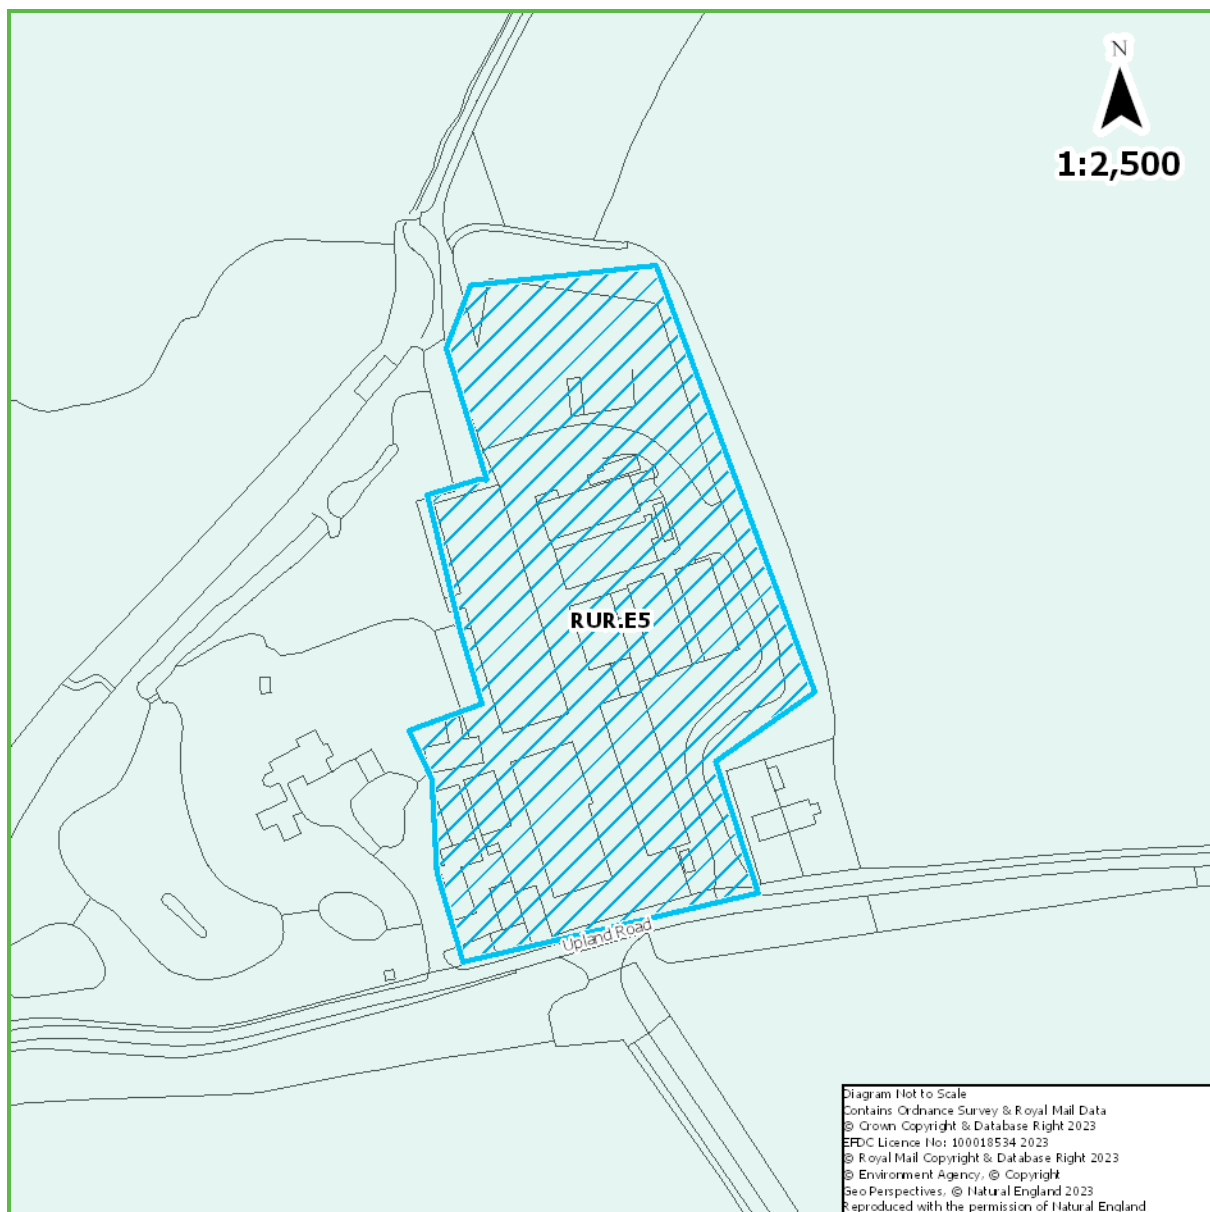 N
1:2,500
RUR.E5
Upland Road
Diagram Not to Scale
Contains Ordnance Survey & Royal Mail Data
© Crown Copyright & Database Right 2023
EFDC Licence No: 100018534 2023
© Royal Mail Copyright & Database Right 2023
© Environment Agency, © Copyright
Geo Perspectives, © Natural England 2023
Reproduced with the permission of Natural England